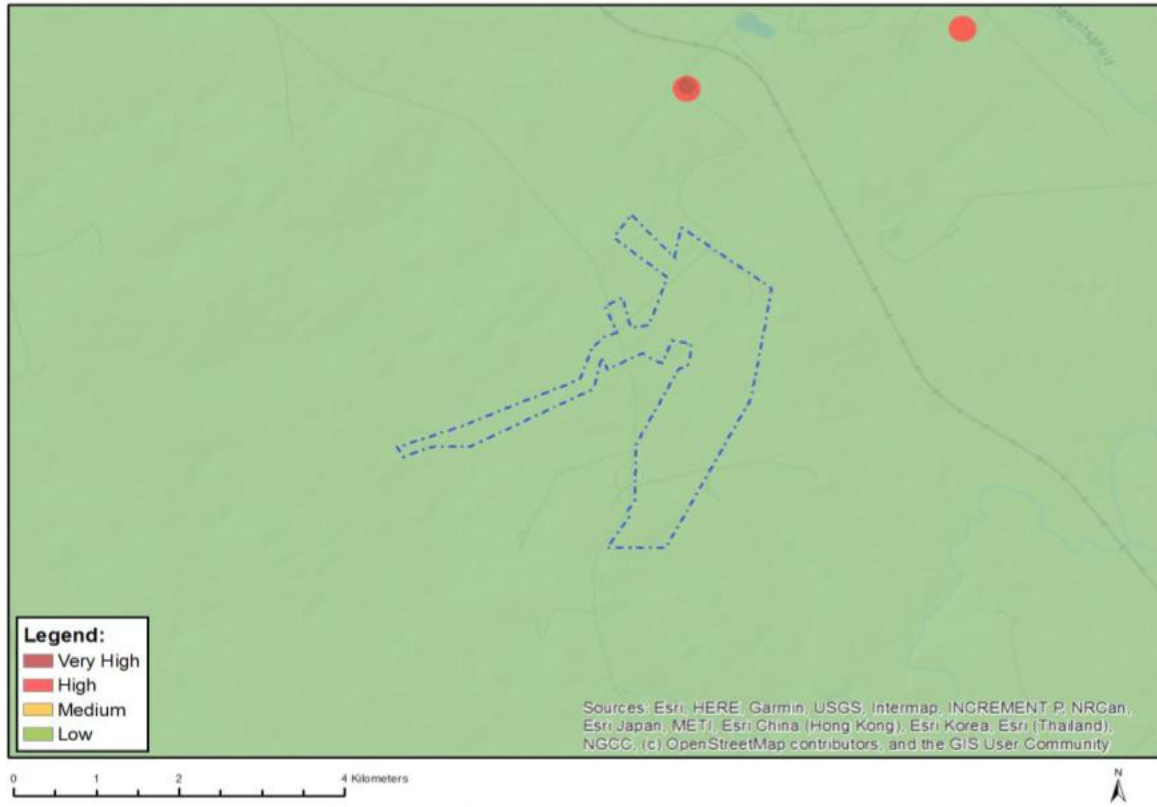 Legend:
Very High
High
Medium
Low
Sources: Esri, HERE, Garmin, USGS, Intermap, INCREMENT P, NRCan,
Esri Japan, METI, Esri China (Hong Kong), Esri Korea, Esri (Thailand),
NGCC, (c) OpenStreetMap contributors, and the GIS User Community
0 1 2 4 Kilometers
N